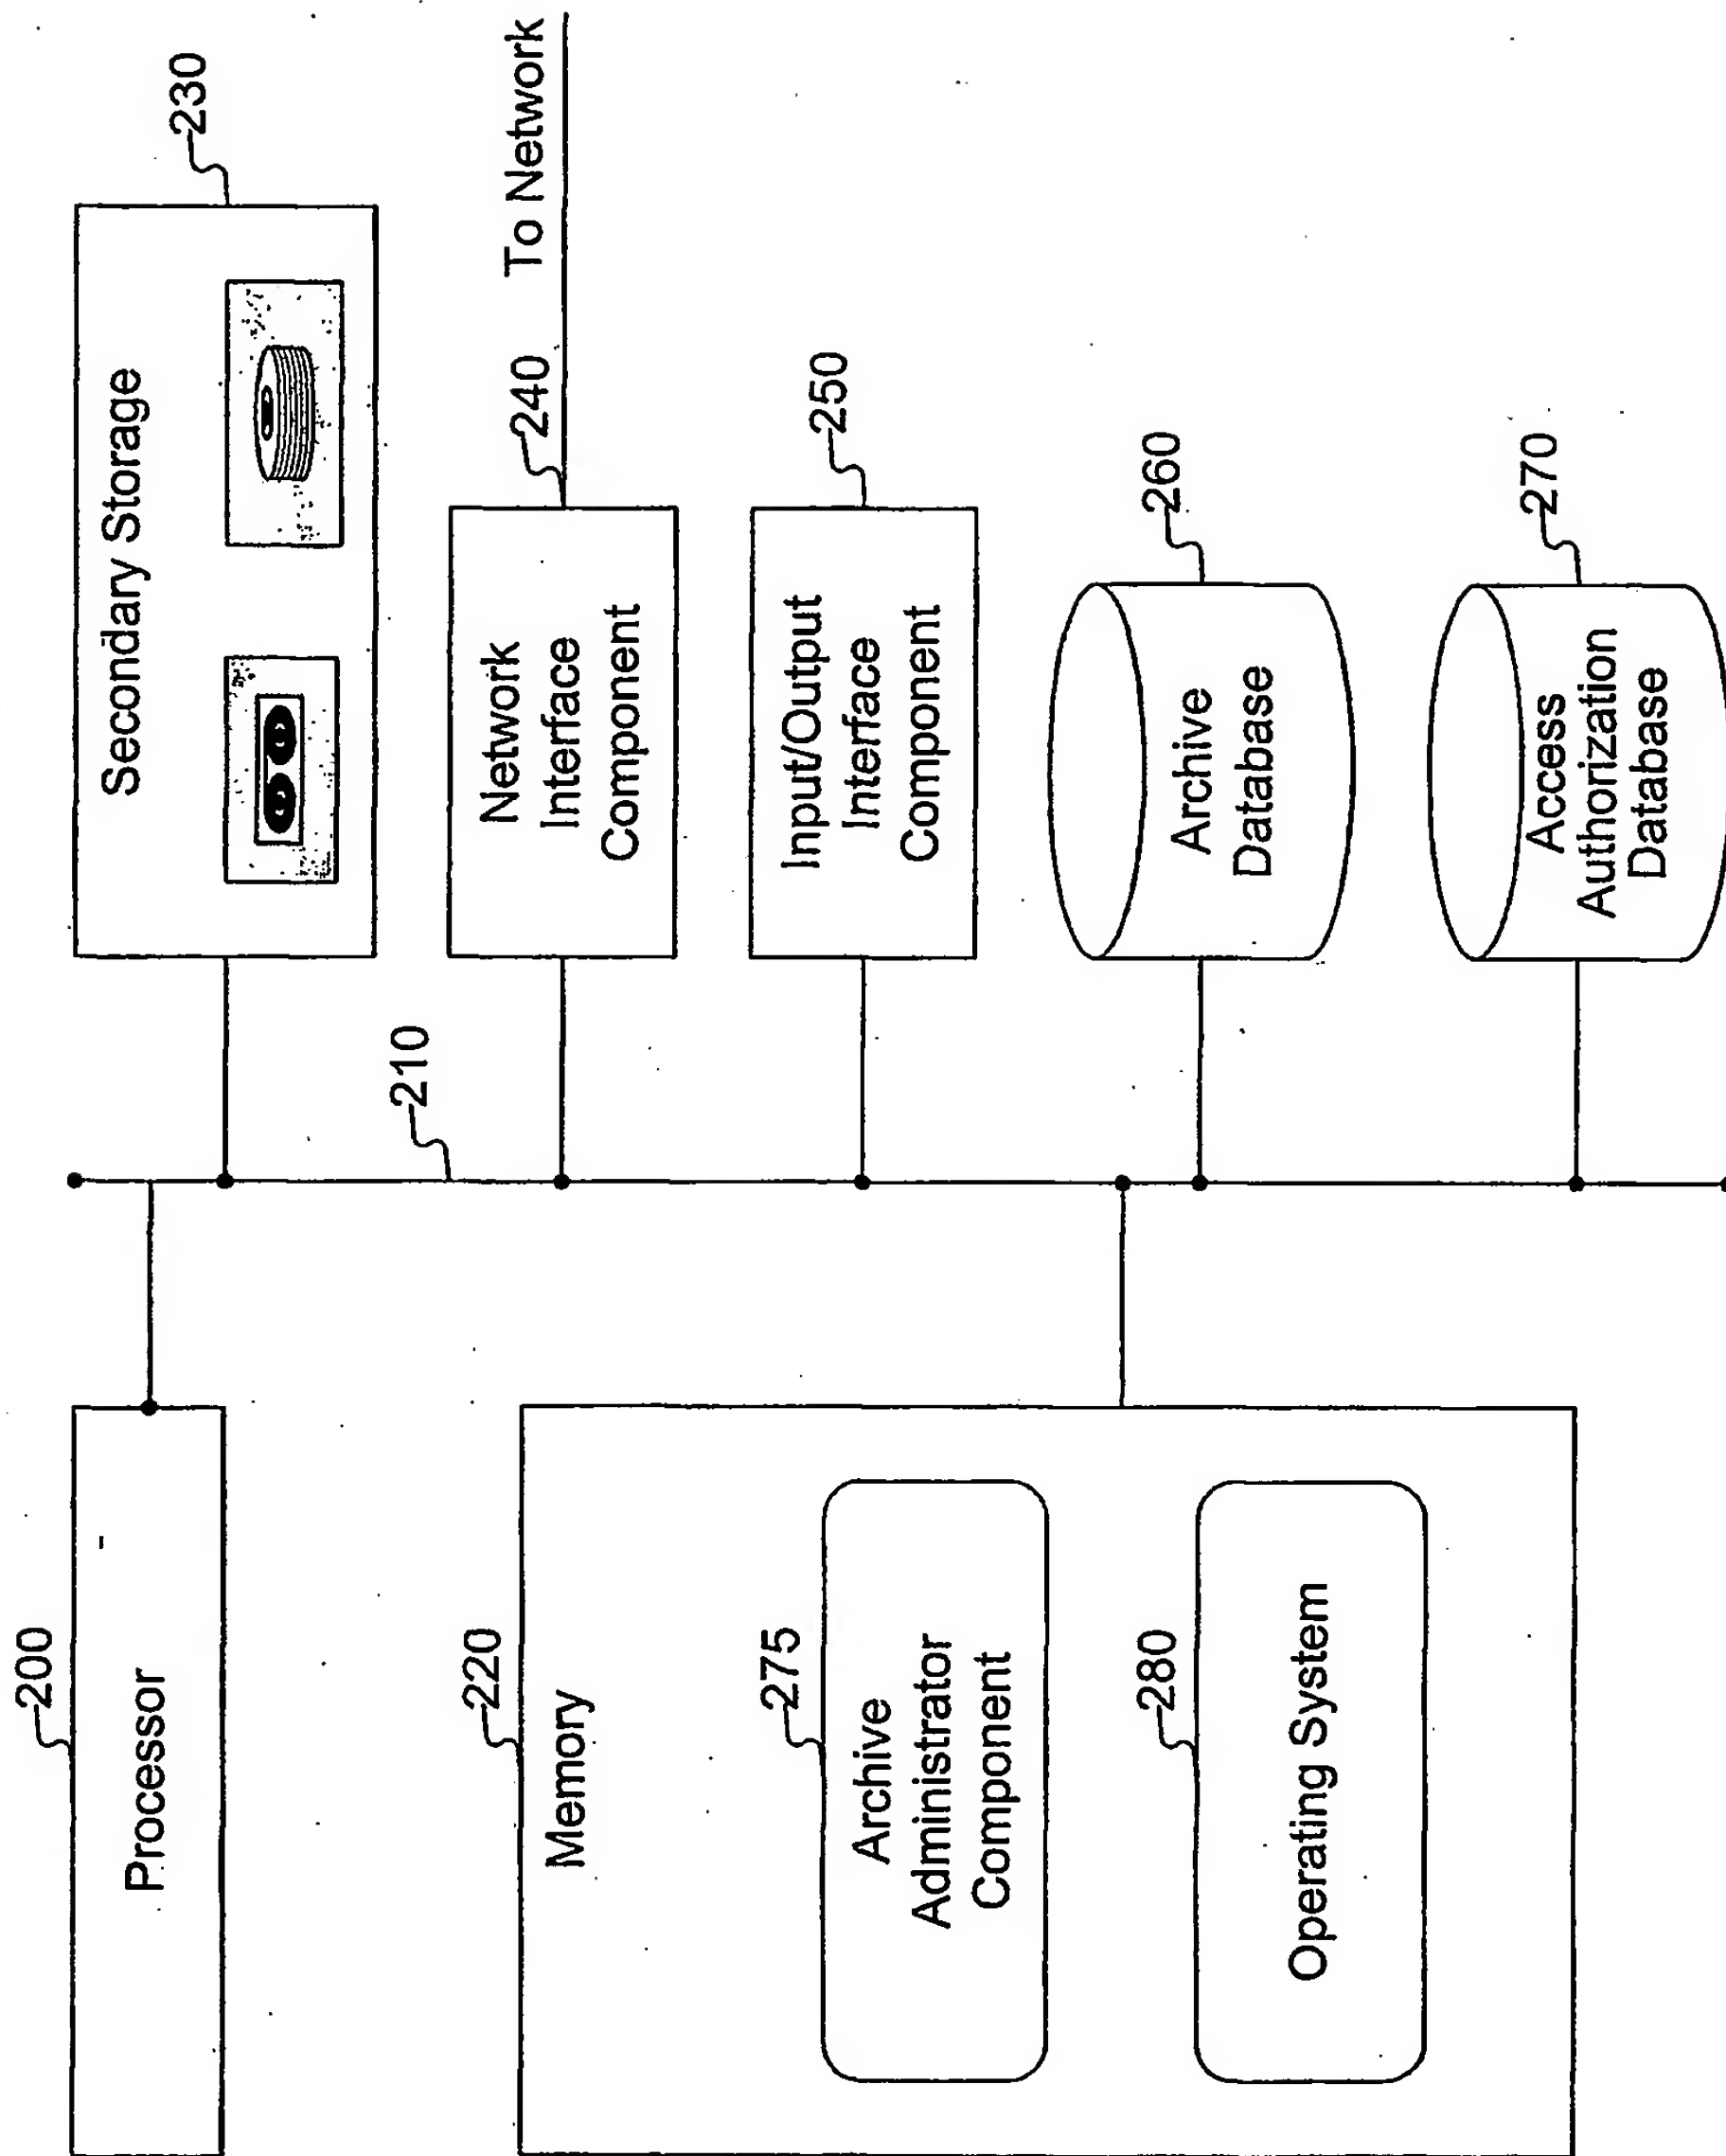 200
Processor
220
Memory
275
Archive
Administrator
Component
280
Operating System
210
230
Secondary Storage
To Network
240
Network
Interface
Component
250
Input/Output
Interface
Component
260
Archive
Database
270
Access
Authorization
Database